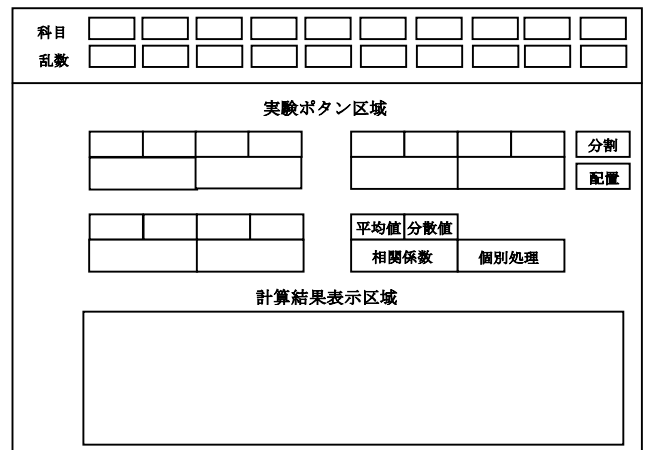 科目
乱数
実験ボタン区域
分割
配置
平均値 分散値
相関係数 個別処理
計算結果表示区域